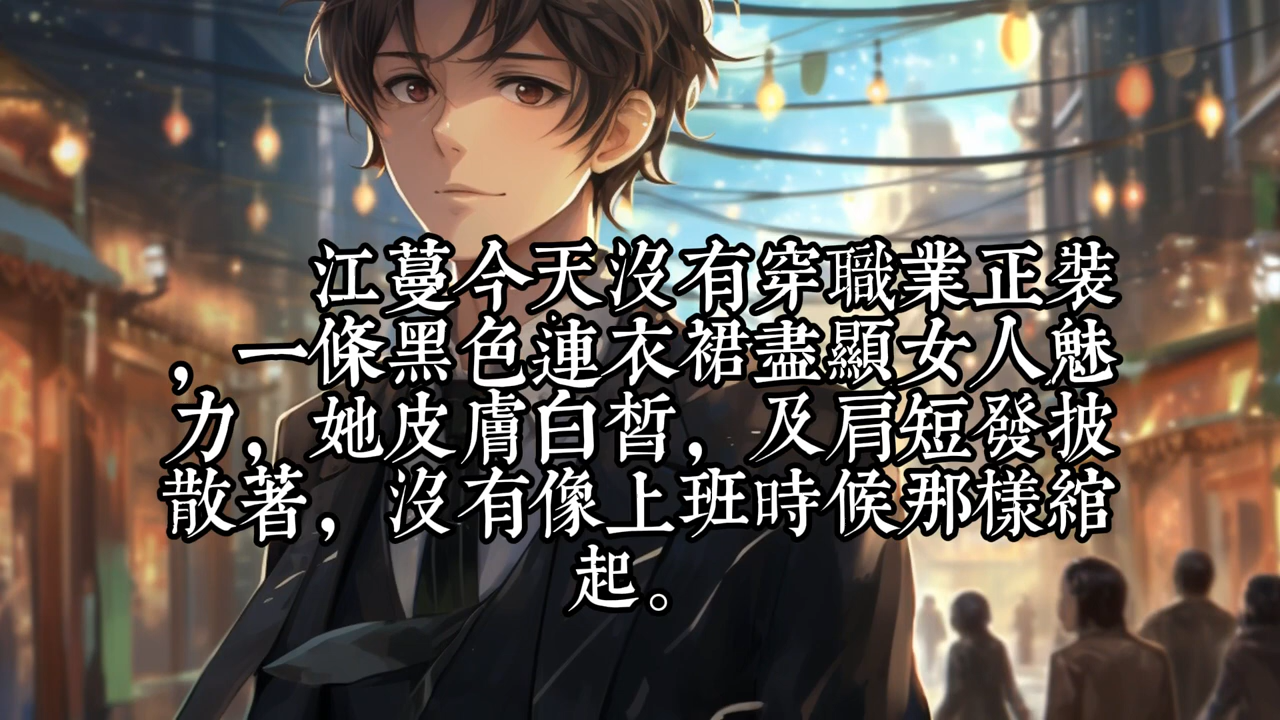 江蔓今天沒有穿職業正裝
，一條黑色連衣裙盡顯女人魅
力，她皮膚白皙，及肩短發披
散著，沒有像上班時候那樣綰
起。